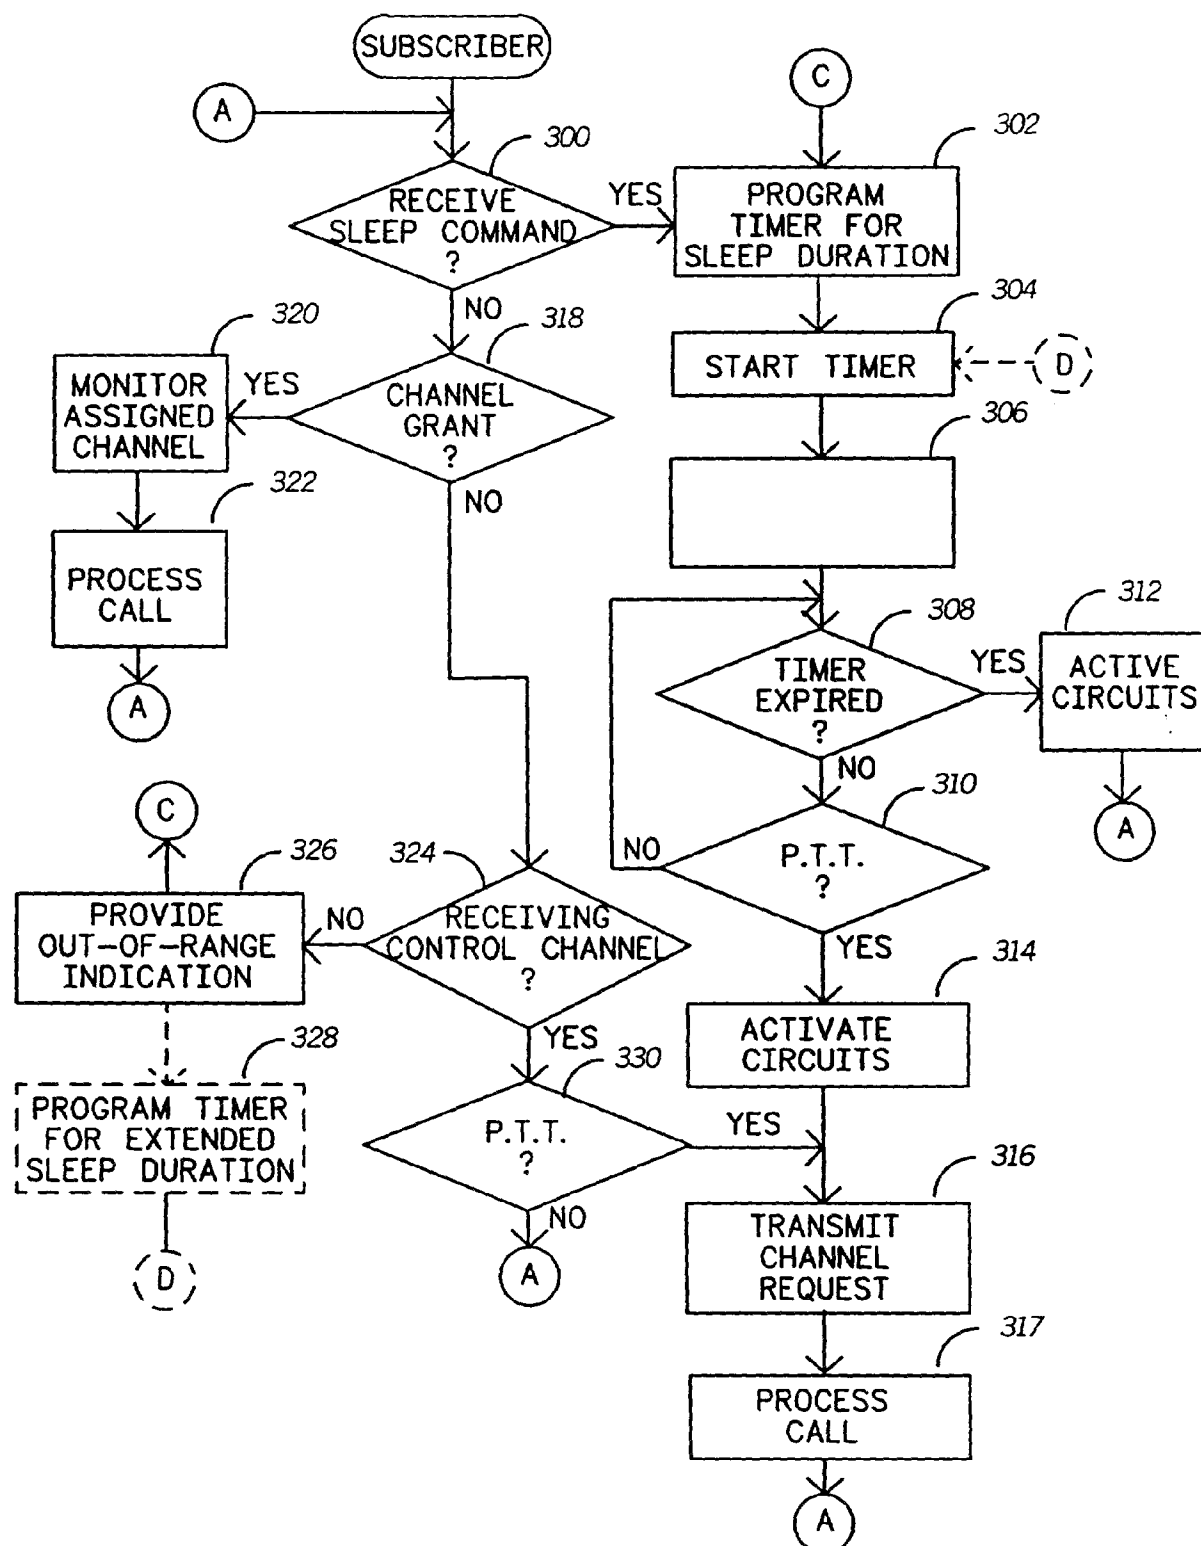 SUBSCRIBER
A
C
300
RECEIVE
SLEEP COMMAND
?
YES
NO
302
PROGRAM
TIMER FOR
SLEEP DURATION
304
START TIMER
D
306
318
CHANNEL
GRANT
?
YES
NO
320
MONITOR
ASSIGNED
CHANNEL
322
PROCESS
CALL
A
308
TIMER
EXPIRED
?
YES
NO
312
ACTIVE
CIRCUITS
A
310
P.T.T.
?
NO
YES
314
ACTIVATE
CIRCUITS
C
326
PROVIDE
OUT-OF-RANGE
INDICATION
324
RECEIVING
CONTROL CHANNEL
?
NO
YES
328
PROGRAM TIMER
FOR EXTENDED
SLEEP DURATION
D
330
P.T.T.
?
YES
NO
A
316
TRANSMIT
CHANNEL
REQUEST
317
PROCESS
CALL
A